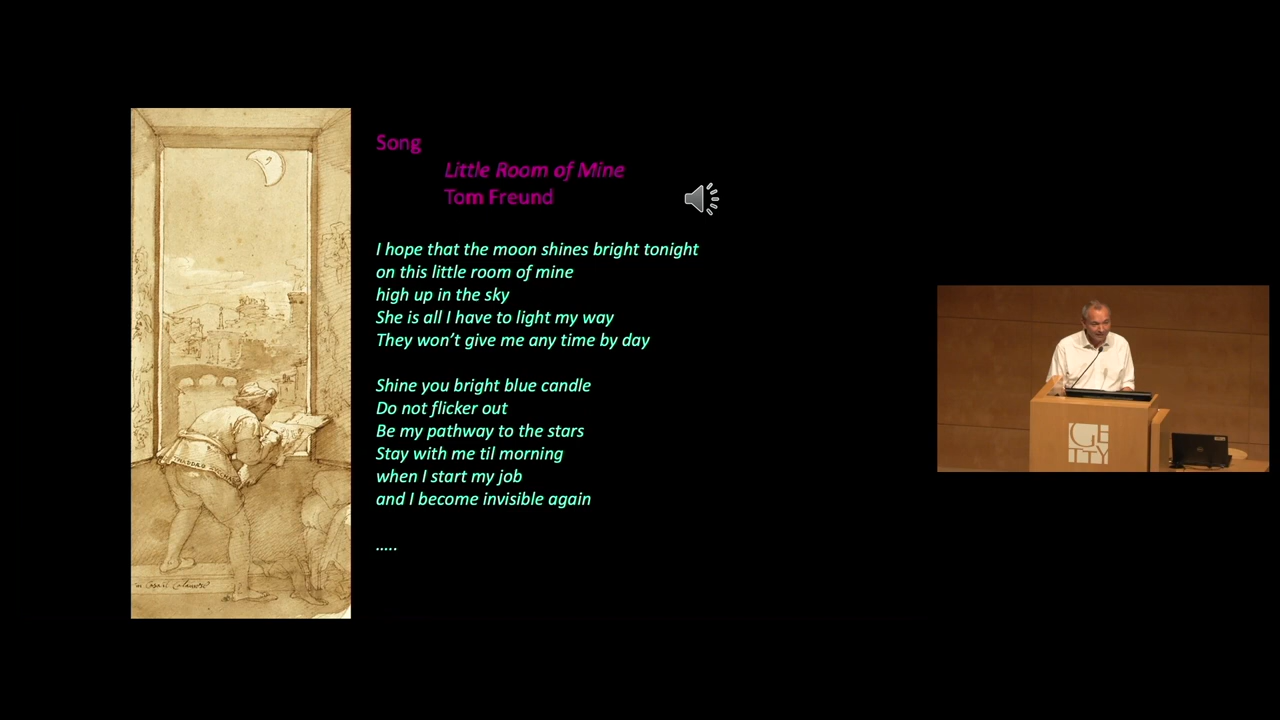 Song
Little Room of Mine
Tom Freund
I hope that the moon shines bright tonight
on this little room of mine
high up in the sky
She is all I have to light my way
They won’t give me any time by day
Shine you bright blue candle
Do not flicker out
Be my pathway to the stars
Stay with me til morning
when I start my job
and I become invisible again
.....
GE
TTY